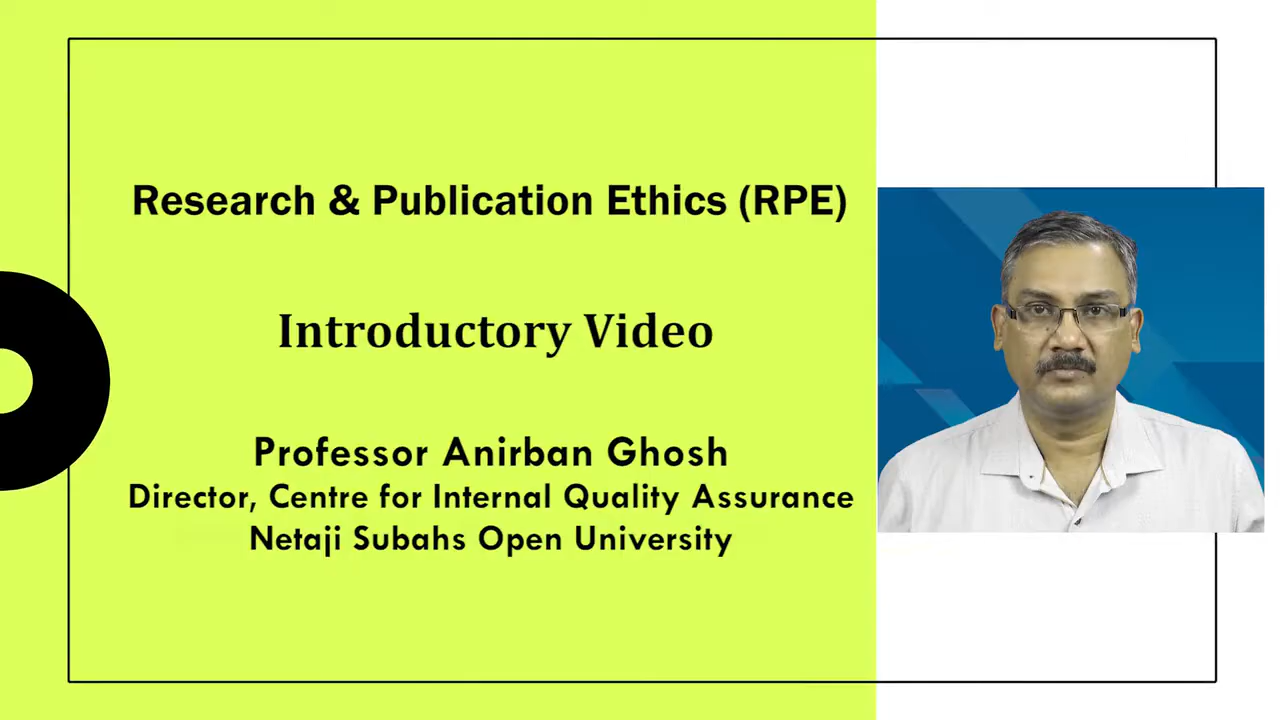 Research & Publication Ethics (RPE)
Introductory Video
Professor Anirban Ghosh
Director, Centre for Internal Quality Assurance
Netaji Subahs Open University